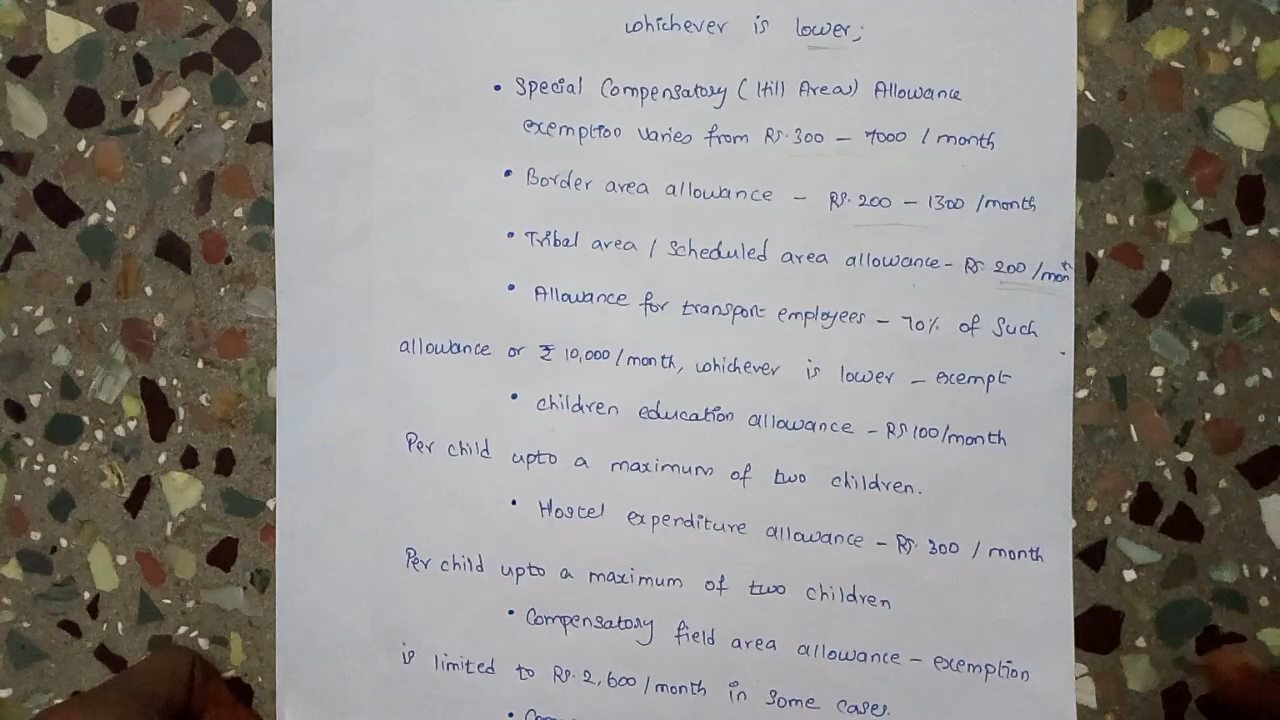 whichever is lower;
• Special Compensatory (Hill Area) Allowance
exemption varies from Rs. 300 – 7000 / month
• Border area allowance – Rs. 200 – 1300 /month
• Tribal area / Scheduled area allowance – Rs. 200 /month
• Allowance for transport employees – 70% of such
allowance or ₹ 10,000 / month, whichever is lower – exempt
• children education allowance – Rs 100/month
Per child upto a maximum of two children.
• Hostel expenditure allowance – Rs. 300 / month
Per child upto a maximum of two children
• Compensatory field area allowance – exemption
is limited to Rs. 2,600 / month in some cases.